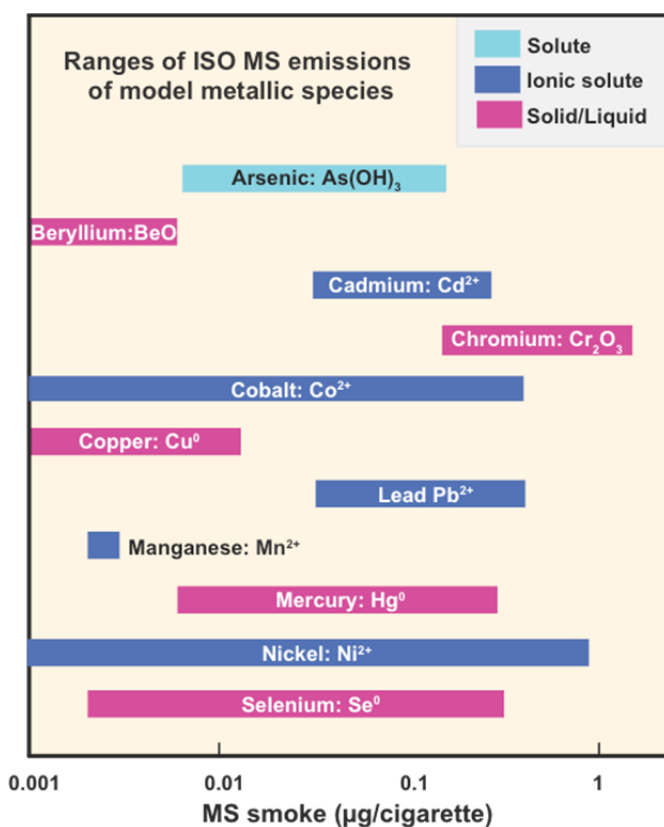 Ranges of ISO MS emissions
of model metallic species
Solute
Ionic solute
Solid/Liquid
Arsenic: As(OH)₃
Beryllium:BeO
Cadmium: Cd²⁺
Chromium: Cr₂O₃
Cobalt: Co²⁺
Copper: Cu⁰
Lead Pb²⁺
Manganese: Mn²⁺
Mercury: Hg⁰
Nickel: Ni²⁺
Selenium: Se⁰
0.001 0.01 0.1 1
MS smoke (µg/cigarette)